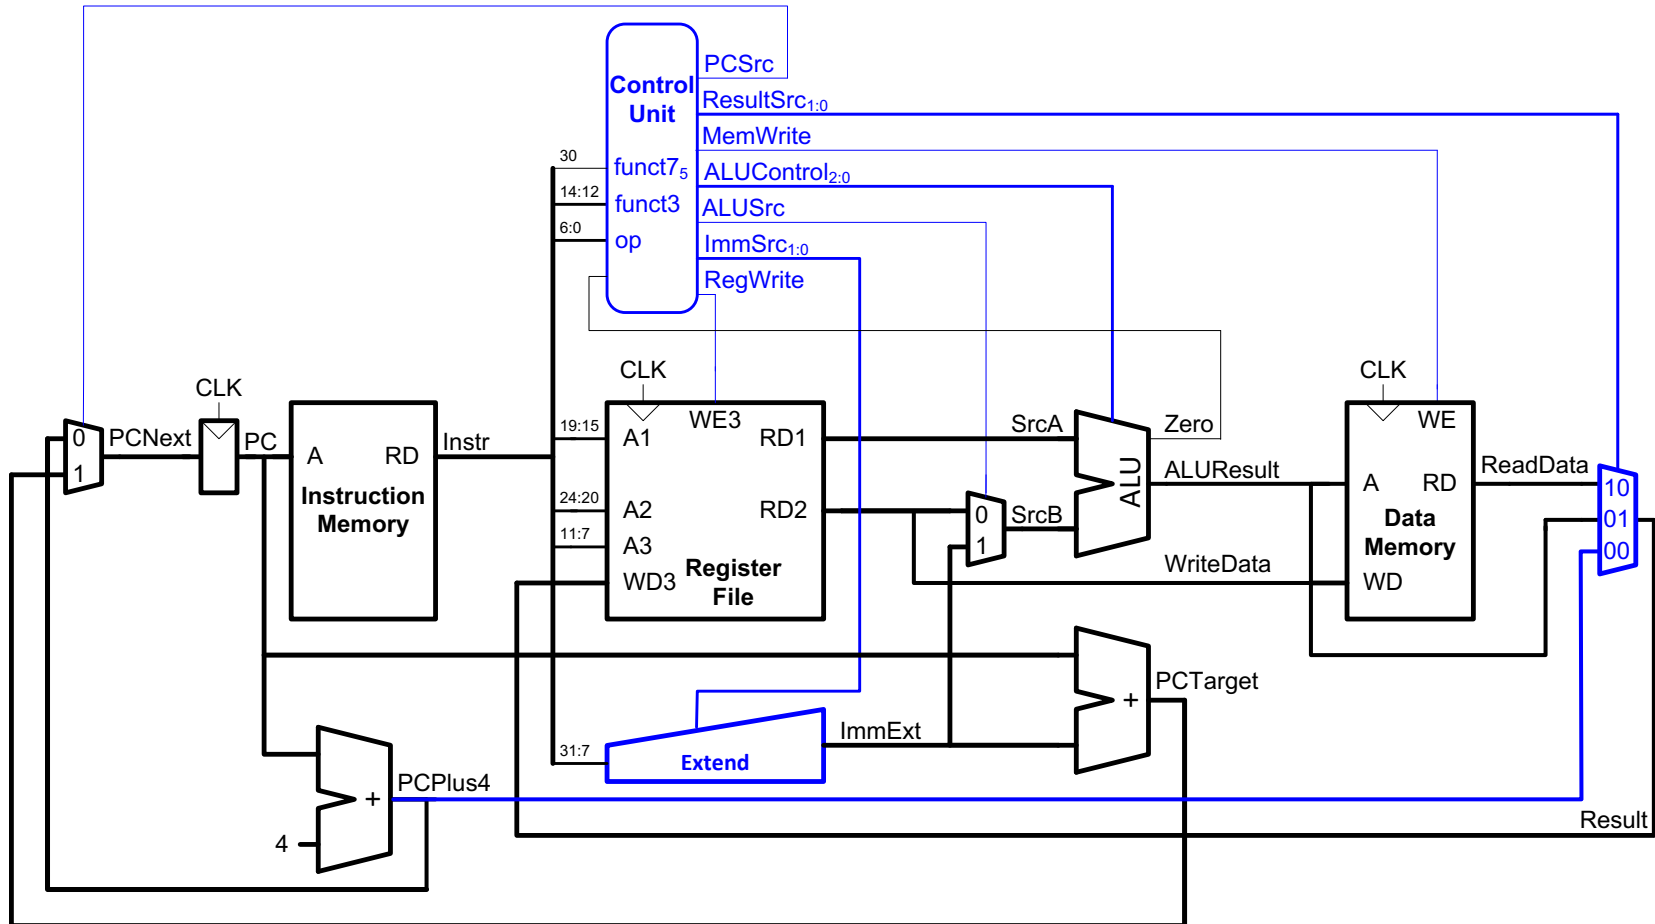 Control
Unit
PCSrc
ResultSrc1:0
MemWrite
30
funct75
ALUControl2:0
14:12
funct3
ALUSrc
6:0
op
ImmSrc1:0
RegWrite
CLK
CLK
CLK
0
1
PCNext
PC
A
RD
Instruction
Memory
Instr
19:15
A1
WE3
RD1
24:20
A2
RD2
11:7
A3
WD3
Register
File
SrcA
0
1
SrcB
ALU
Zero
ALUResult
WriteData
WE
A
RD
Data
Memory
WD
ReadData
10
01
00
31:7
Extend
ImmExt
+
PCTarget
PCPlus4
+
4
Result